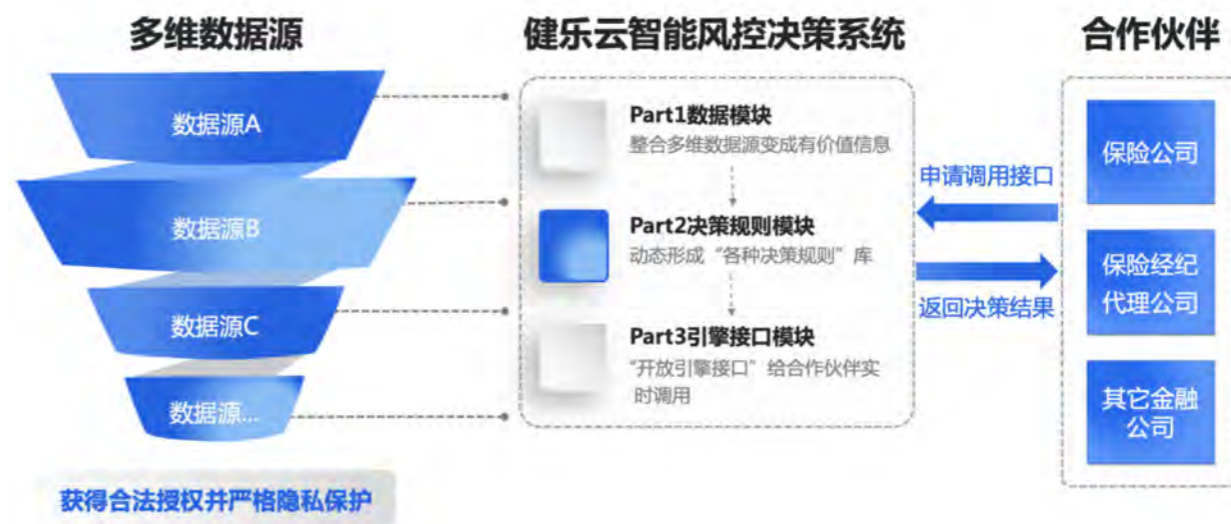 多维数据源
健乐云智能风控决策系统
合作伙伴
数据源A
数据源B
数据源C
数据源...
获得合法授权并严格隐私保护
Part1数据模块
整合多维数据源变成有价值信息
Part2决策规则模块
动态形成“各种决策规则”库
Part3引擎接口模块
“开放引擎接口”给合作伙伴实
时调用
申请调用接口
返回决策结果
保险公司
保险经纪
代理公司
其它金融
公司